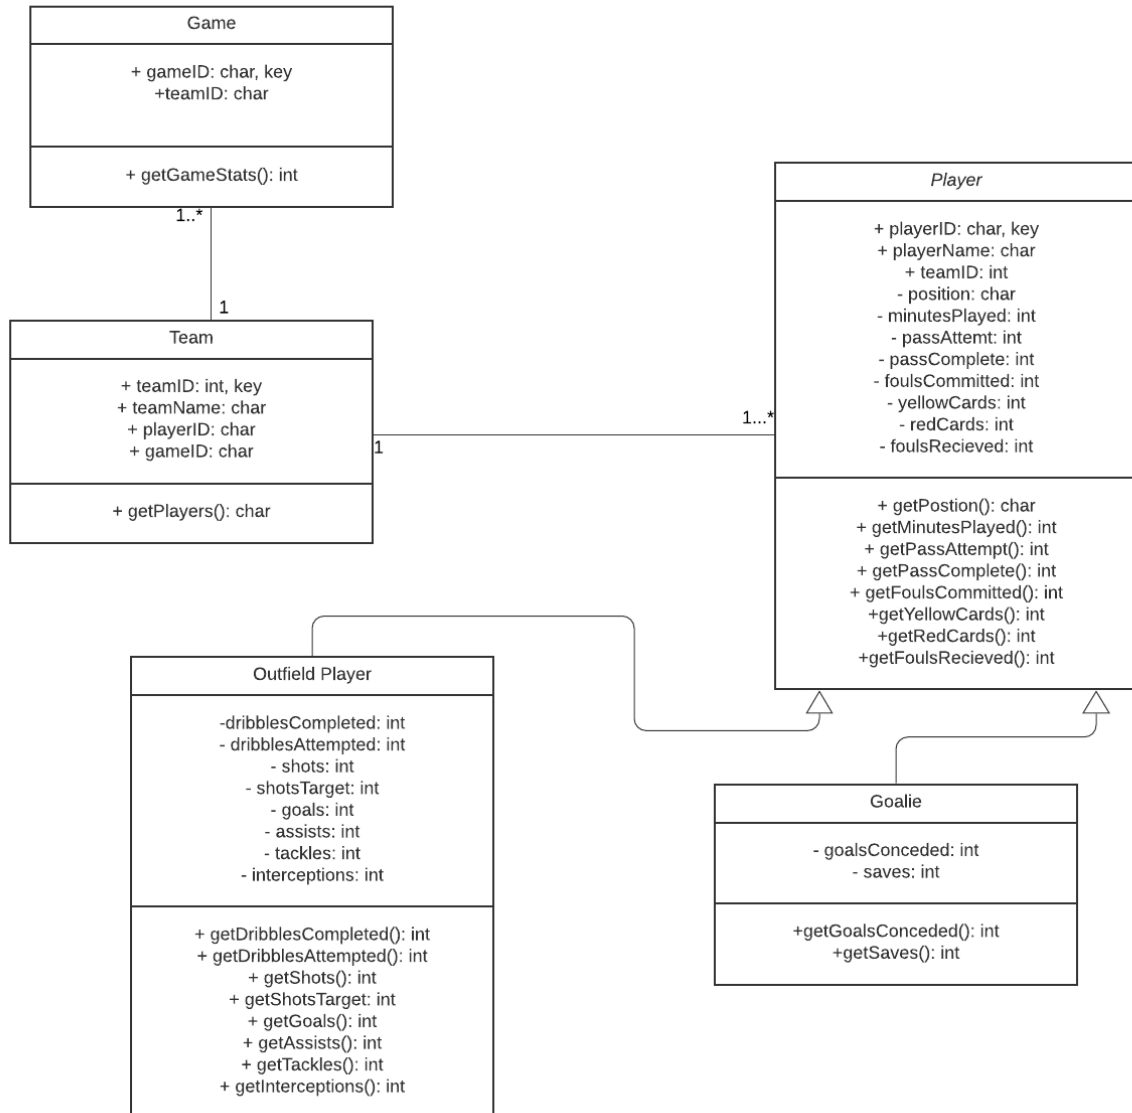 Game
+ gameID: char, key
+teamID: char
+ getGameStats(): int
1..*
1
Team
+ teamID: int, key
+ teamName: char
+ playerID: char
+ gameID: char
+ getPlayers(): char
1
1...*
Player
+ playerID: char, key
+ playerName: char
+ teamID: int
- position: char
- minutesPlayed: int
- passAttemt: int
- passComplete: int
- foulsCommitted: int
- yellowCards: int
- redCards: int
- foulsRecieved: int
+ getPostion(): char
+ getMinutesPlayed(): int
+ getPassAttempt(): int
+ getPassComplete(): int
+ getFoulsCommitted(): int
+getYellowCards(): int
+getRedCards(): int
+getFoulsRecieved(): int
Outfield Player
-dribblesCompleted: int
- dribblesAttempted: int
- shots: int
- shotsTarget: int
- goals: int
- assists: int
- tackles: int
- interceptions: int
+ getDribblesCompleted(): int
+ getDribblesAttempted(): int
+ getShots(): int
+ getShotsTarget: int
+ getGoals(): int
+ getAssists(): int
+ getTackles(): int
+ getInterceptions(): int
Goalie
- goalsConceded: int
- saves: int
+getGoalsConceded(): int
+getSaves(): int